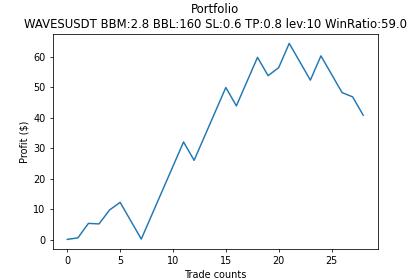 Portfolio
WAVESUSDT BBM:2.8 BBL:160 SL:0.6 TP:0.8 lev:10 WinRatio:59.0
60
50
40
30
20
10
0
Profit ($)
0 5 10 15 20 25
Trade counts